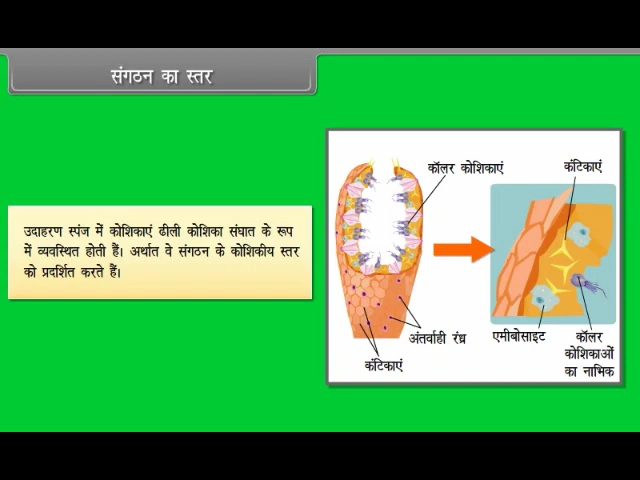 संगठन का स्तर
उदाहरण स्पंज में कोशिकाएं ढीली कोशिका संघात के रूप
में व्यवस्थित होती हैं। अर्थात वे संगठन के कोशिकीय स्तर
को प्रदर्शित करते हैं।
कॉलर कोशिकाएं
कंटिकाएं
अंतर्वाही रंध्र
कंटिकाएं
एमीबोसाइट
कॉलर
कोशिकाओं
का नाभिक